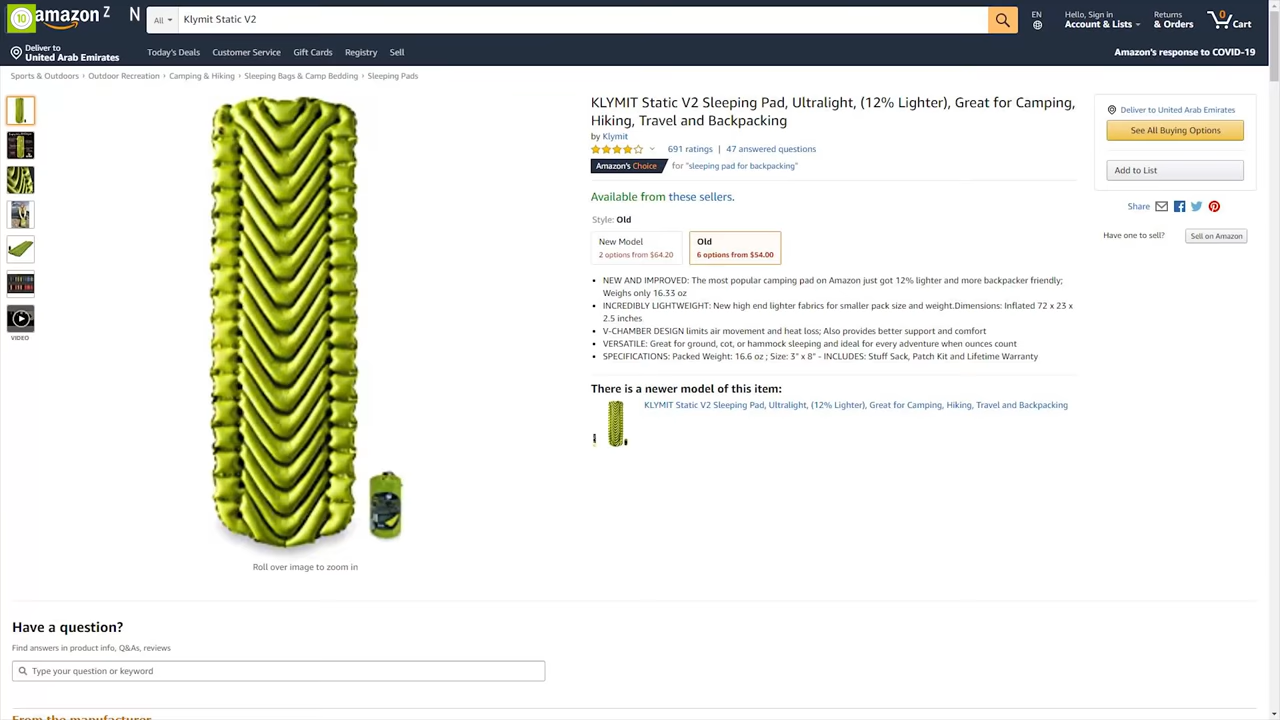 10
amazon
Z N
All
Klymit Static V2
EN
Hello, Sign in
Account & Lists
Returns
& Orders
0
Cart
Deliver to
United Arab Emirates
Today's Deals Customer Service Gift Cards Registry Sell
Amazon's response to COVID-19
Sports & Outdoors › Outdoor Recreation › Camping & Hiking › Sleeping Bags & Camp Bedding › Sleeping Pads
VIDEO
Roll over image to zoom in
KLYMIT Static V2 Sleeping Pad, Ultralight, (12% Lighter), Great for Camping,
Hiking, Travel and Backpacking
by Klymit
691 ratings | 47 answered questions
Amazon's Choice for "sleeping pad for backpacking"
Available from these sellers.
Style: Old
New Model
2 options from $64.20
Old
6 options from $54.00
• NEW AND IMPROVED: The most popular camping pad on Amazon just got 12% lighter and more backpacker friendly;
Weighs only 16.33 oz
• INCREDIBLY LIGHTWEIGHT: New high end lighter fabrics for smaller pack size and weight.Dimensions: Inflated 72 x 23 x
2.5 inches
• V-CHAMBER DESIGN limits air movement and heat loss; Also provides better support and comfort
• VERSATILE: Great for ground, cot, or hammock sleeping and ideal for every adventure when ounces count
• SPECIFICATIONS: Packed Weight: 16.6 oz ; Size: 3" x 8" - INCLUDES: Stuff Sack, Patch Kit and Lifetime Warranty
There is a newer model of this item:
KLYMIT Static V2 Sleeping Pad, Ultralight, (12% Lighter), Great for Camping, Hiking, Travel and Backpacking
Deliver to United Arab Emirates
See All Buying Options
Add to List
Share
Have one to sell?
Sell on Amazon
Have a question?
Find answers in product info, Q&As, reviews
Type your question or keyword
From the manufacturer